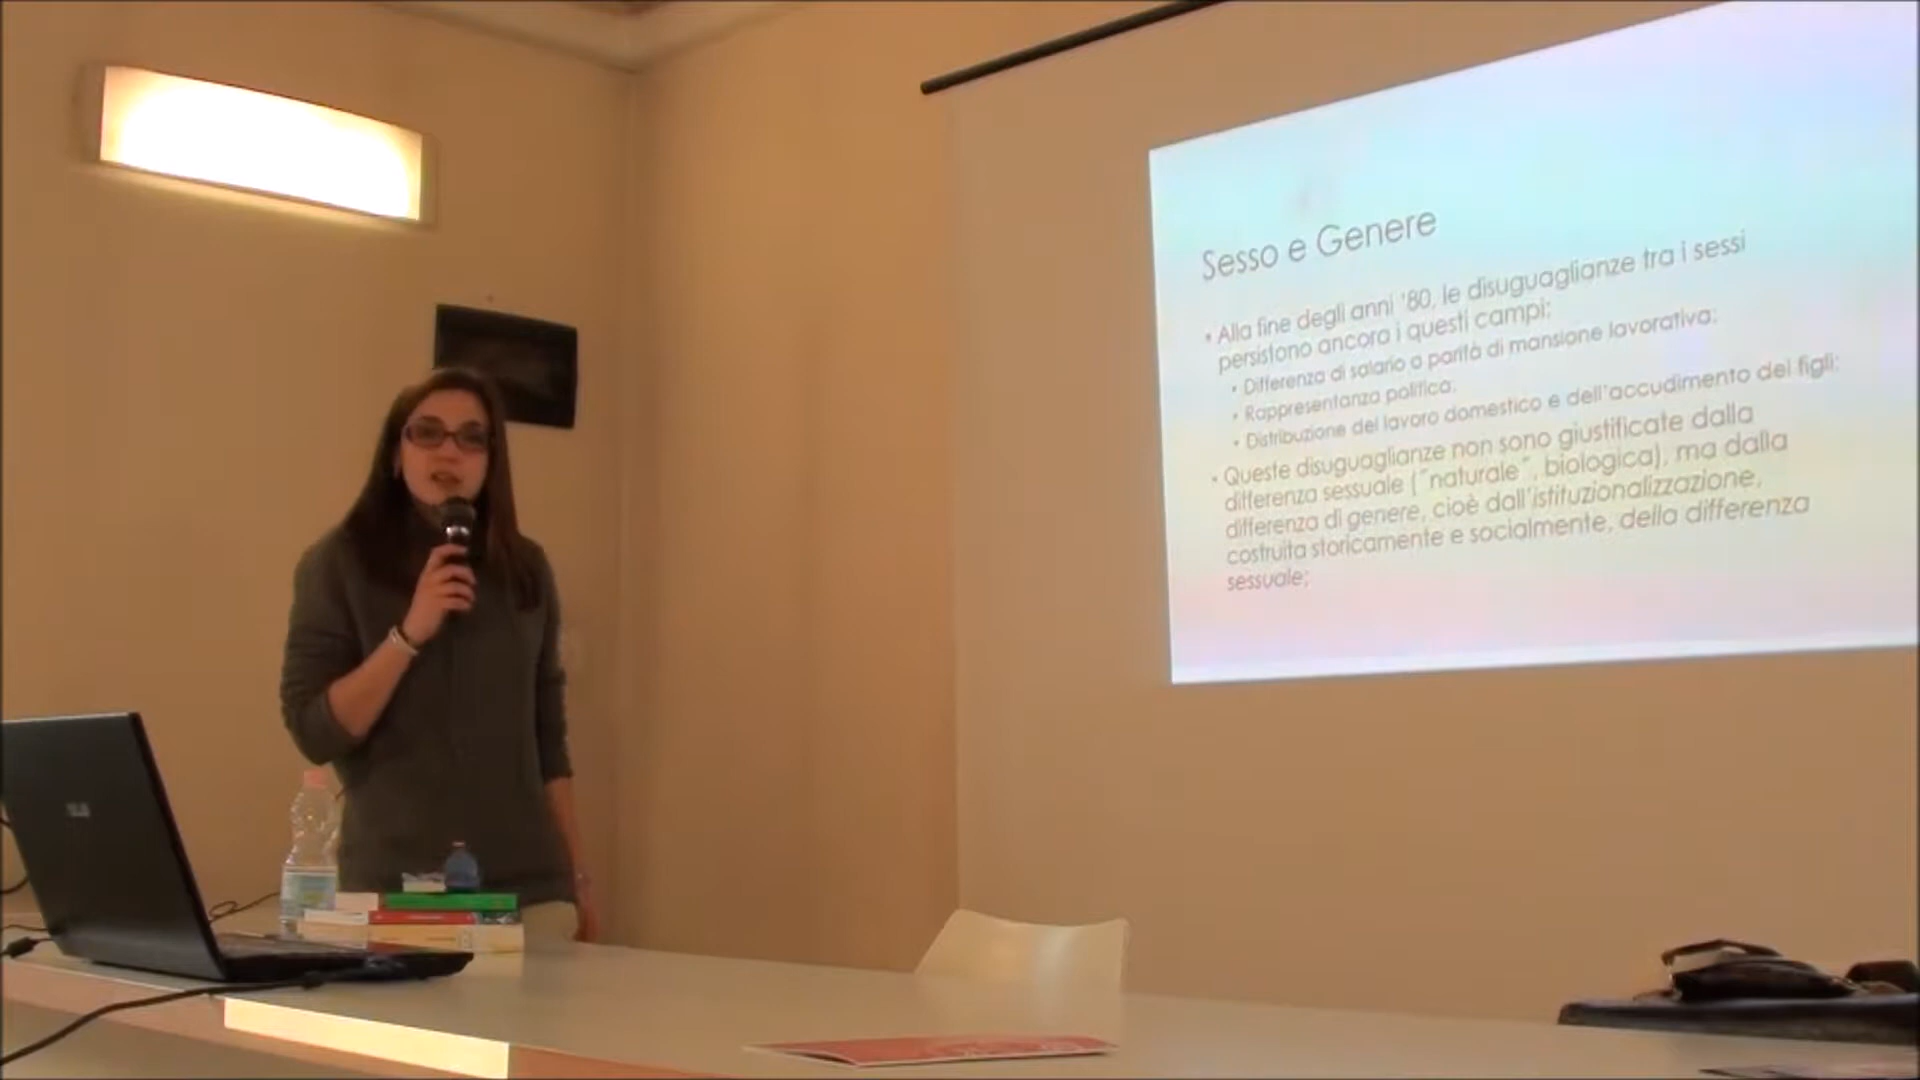 Sesso e Genere
• Alla fine degli anni '80, le disuguaglianze tra i sessi
persistono ancora i questi campi:
• Differenza di salario a parità di mansione lavorativa;
• Rappresentanza politica;
• Distribuzione del lavoro domestico e dell'accudimento dei figli;
• Queste disuguaglianze non sono giustificate dalla
differenza sessuale ("naturale", biologica), ma dalla
differenza di genere, cioè dall'istituzionalizzazione,
costruita storicamente e socialmente, della differenza
sessuale;